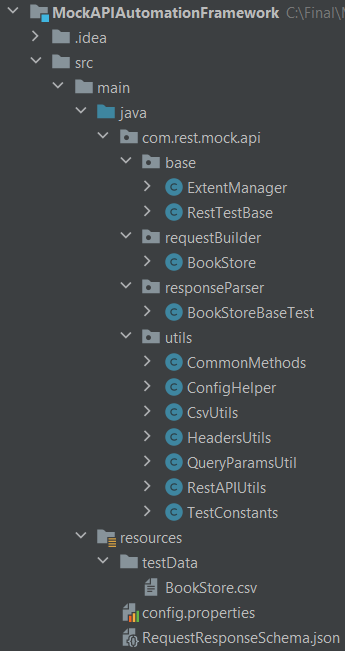 MockAPIAutomationFramework C:\Final\
.idea
src
main
java
com.rest.mock.api
base
ExtentManager
RestTestBase
requestBuilder
BookStore
responseParser
BookStoreBaseTest
utils
CommonMethods
ConfigHelper
CsvUtils
HeadersUtils
QueryParamsUtil
RestAPIUtils
TestConstants
resources
testData
BookStore.csv
config.properties
RequestResponseSchema.json